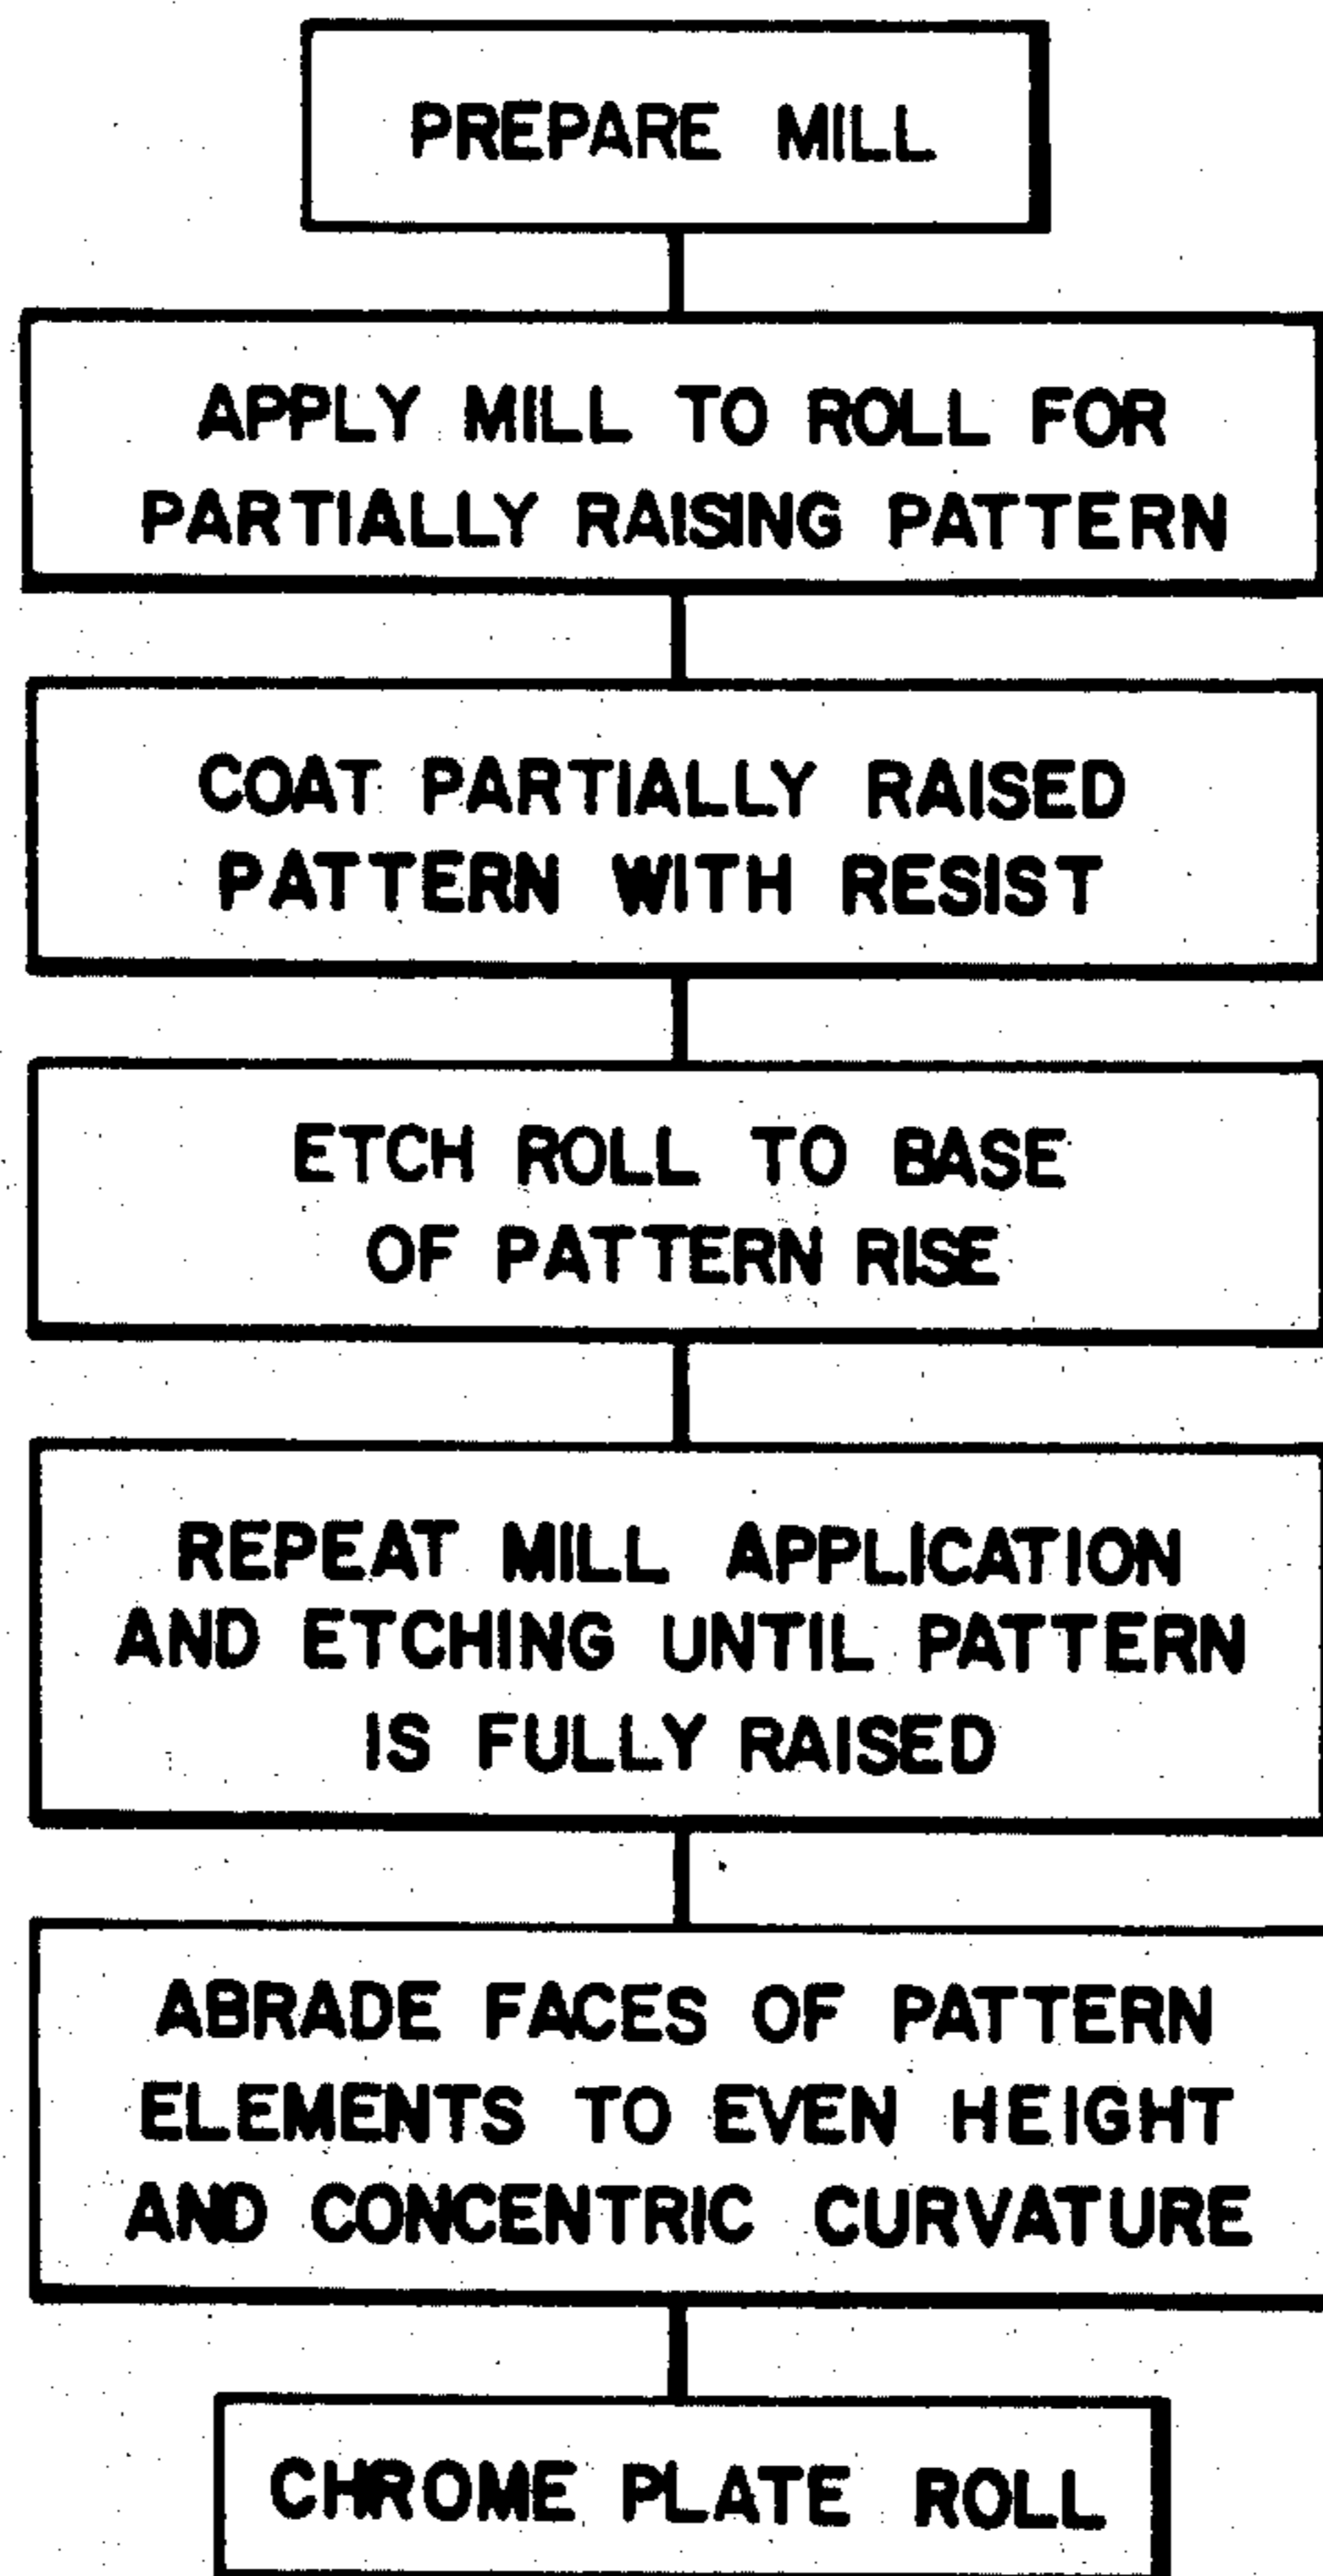 PREPARE MILL
APPLY MILL TO ROLL FOR
PARTIALLY RAISING PATTERN
COAT PARTIALLY RAISED
PATTERN WITH RESIST
ETCH ROLL TO BASE
OF PATTERN RISE
REPEAT MILL APPLICATION
AND ETCHING UNTIL PATTERN
IS FULLY RAISED
ABRADE FACES OF PATTERN
ELEMENTS TO EVEN HEIGHT
AND CONCENTRIC CURVATURE
CHROME PLATE ROLL